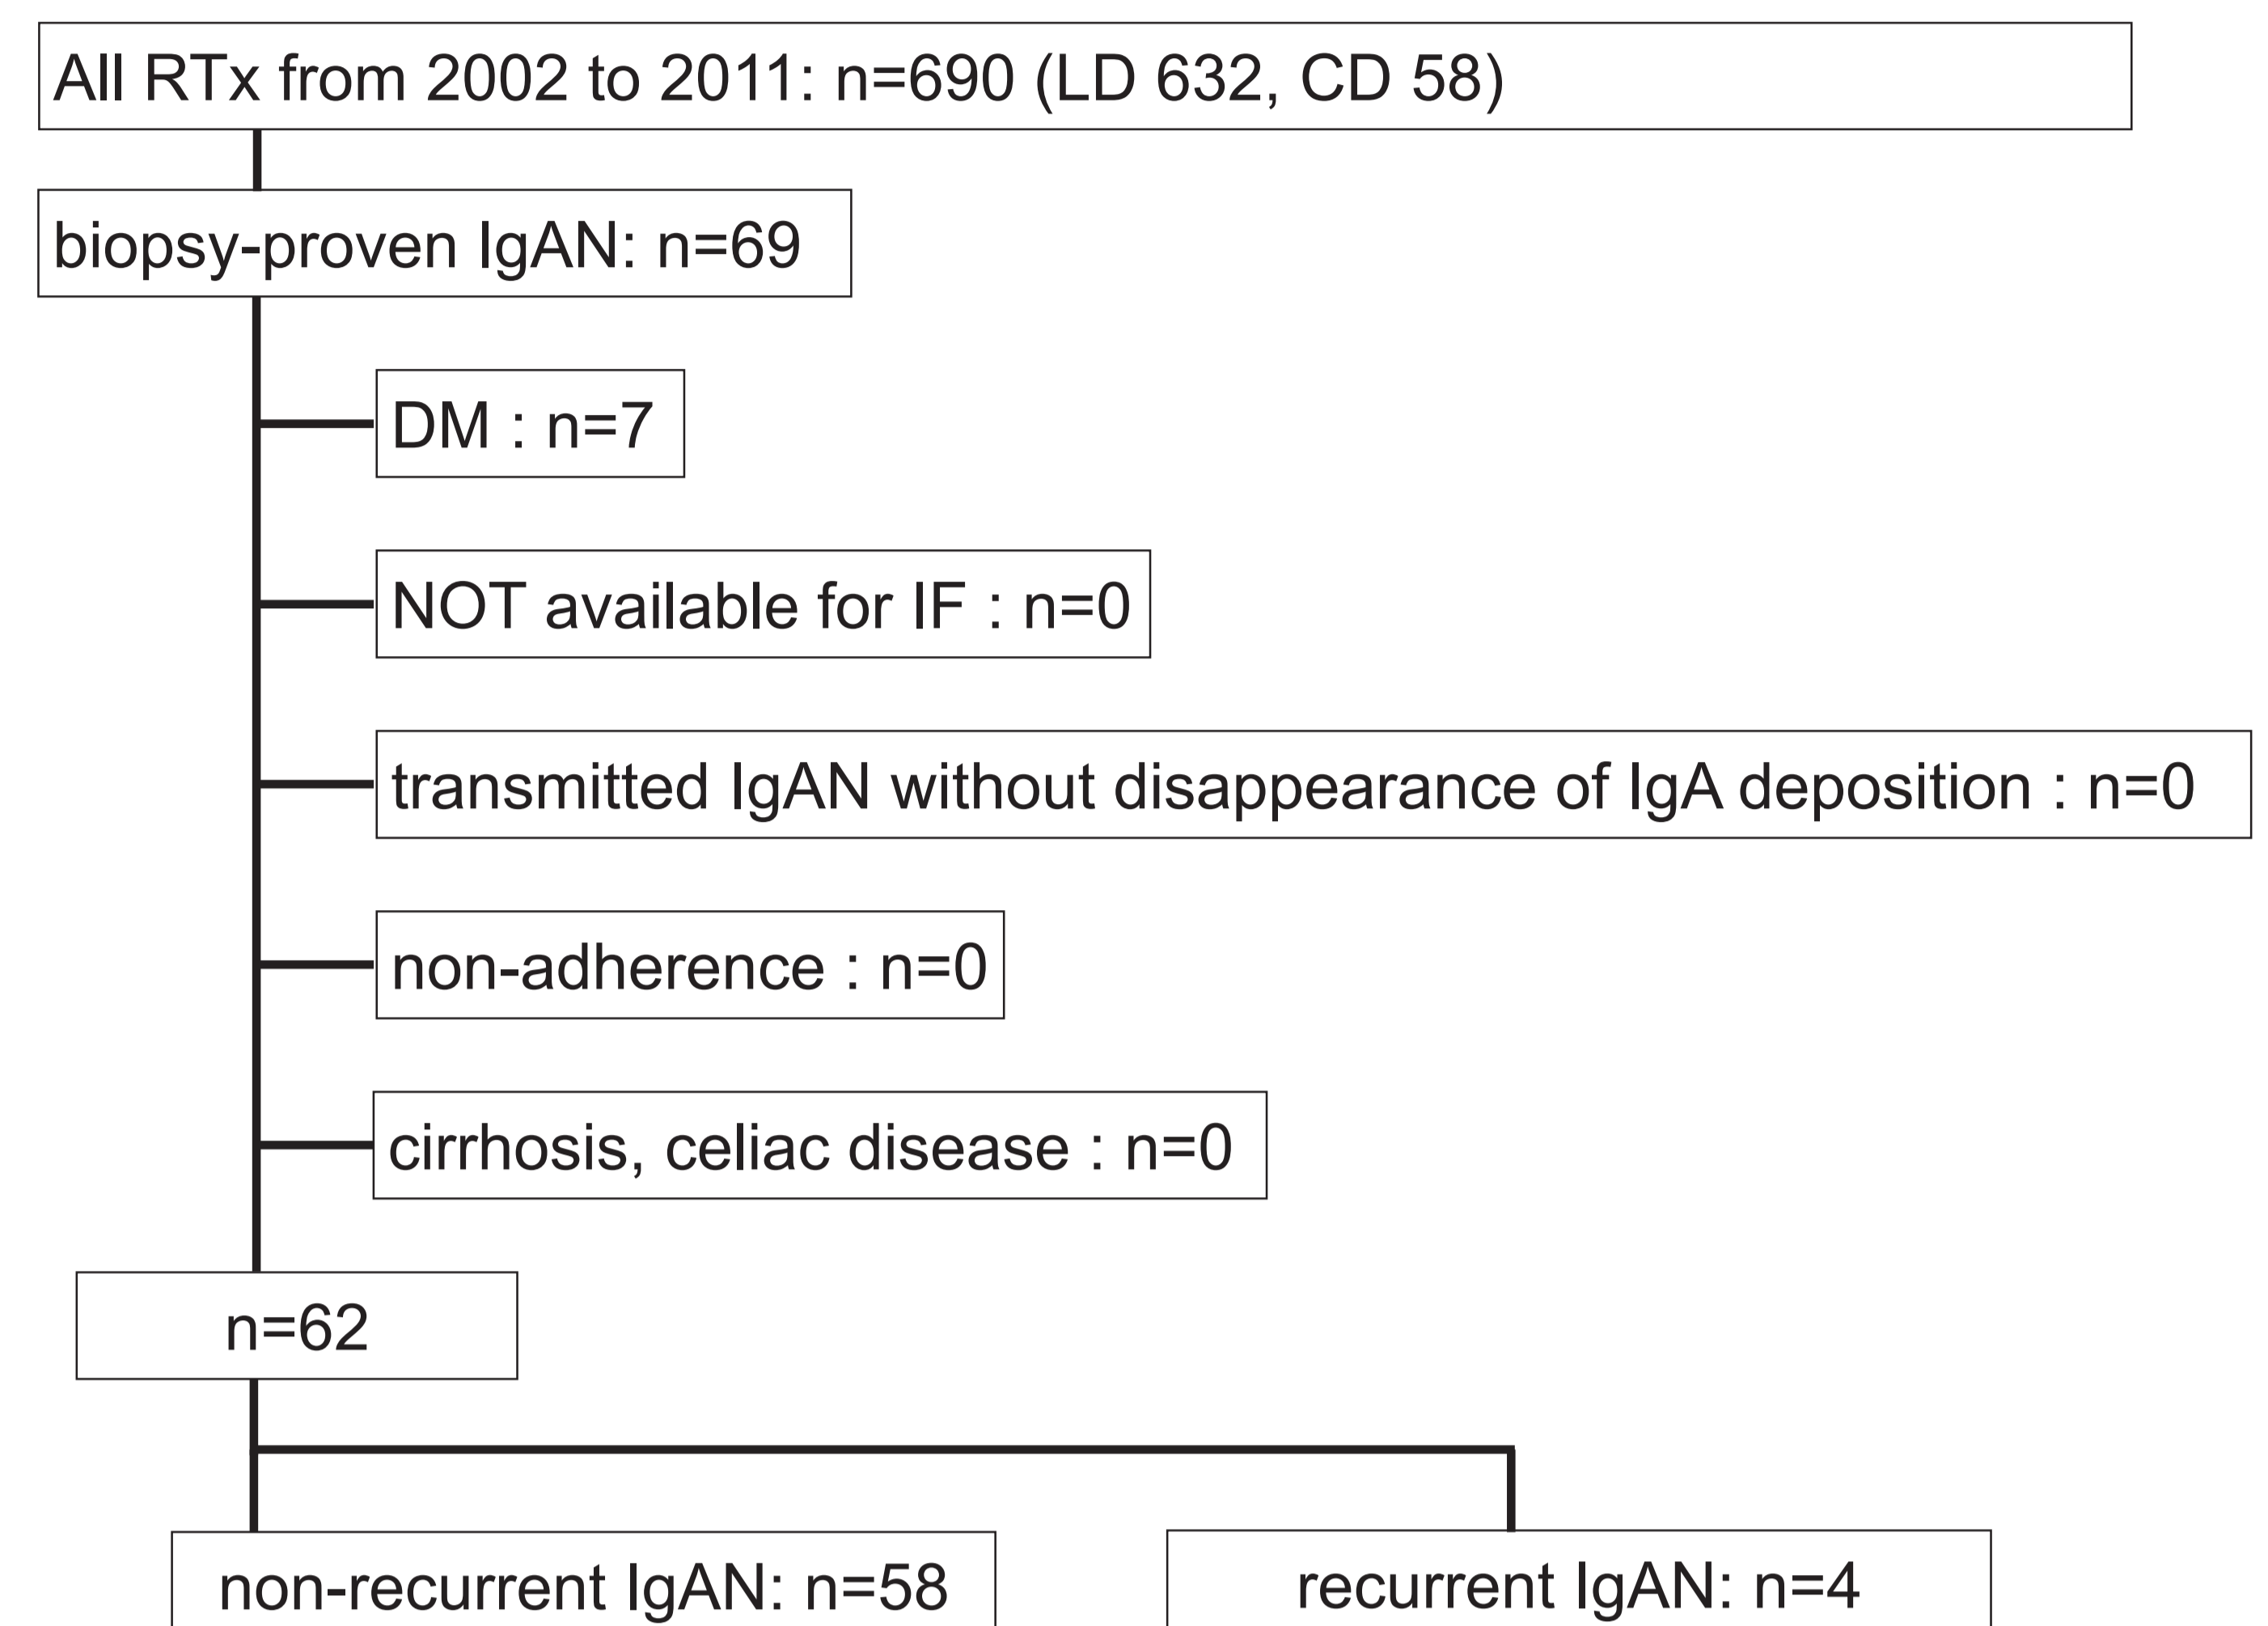 All RTx from 2002 to 2011: n=690 (LD 632, CD 58)
biopsy-proven IgAN: n=69
DM : n=7
NOT available for IF : n=0
transmitted IgAN without disappearance of IgA deposition : n=0
non-adherence : n=0
cirrhosis, celiac disease : n=0
n=62
non-recurrent IgAN: n=58
recurrent IgAN: n=4